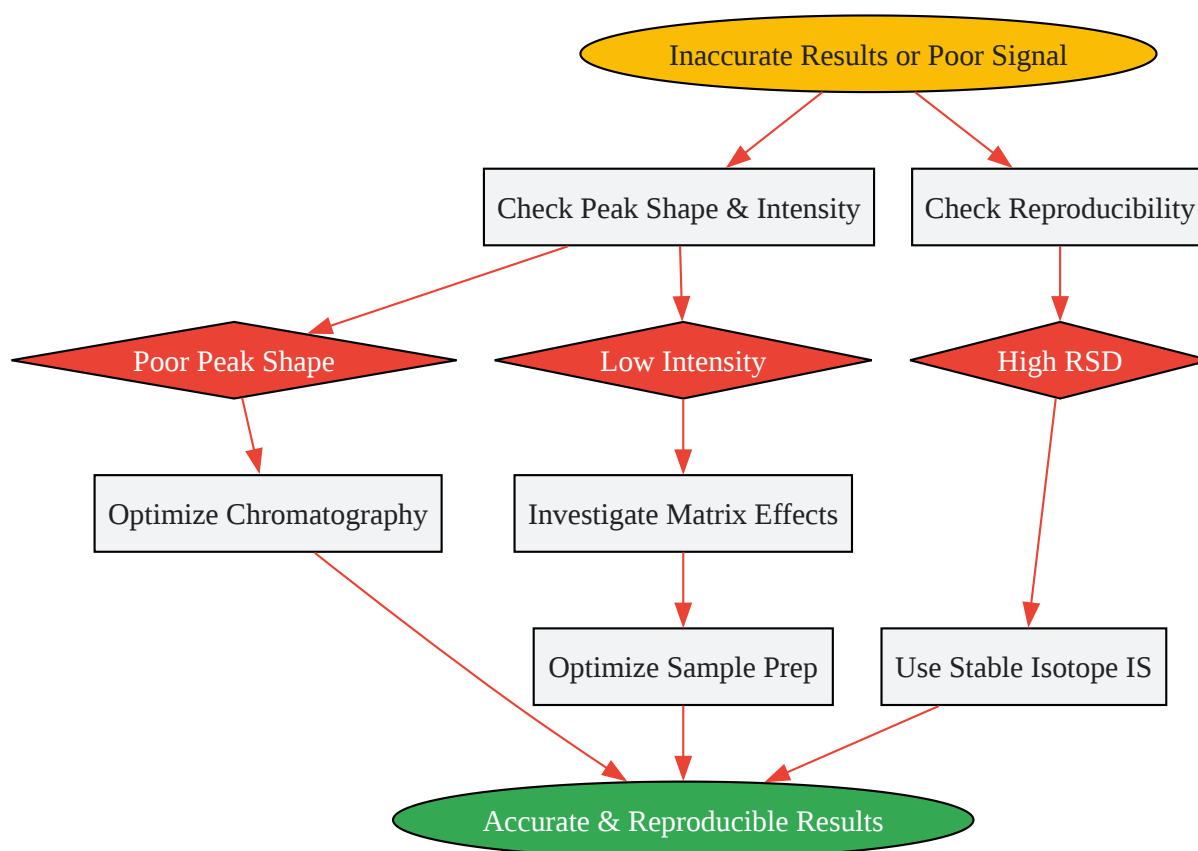 Inaccurate Results or Poor Signal
Check Peak Shape & Intensity
Check Reproducibility
Poor Peak Shape
Low Intensity
High RSD
Optimize Chromatography
Investigate Matrix Effects
Optimize Sample Prep
Use Stable Isotope IS
Accurate & Reproducible Results